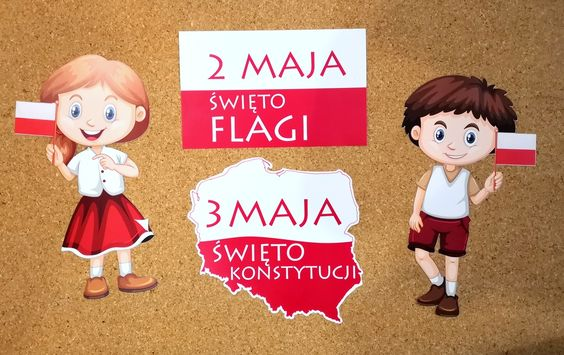 2 MAJA
ŚWIĘTO
FLAGI
3 MAJA
ŚWIĘTO
KONSTYTUCJI